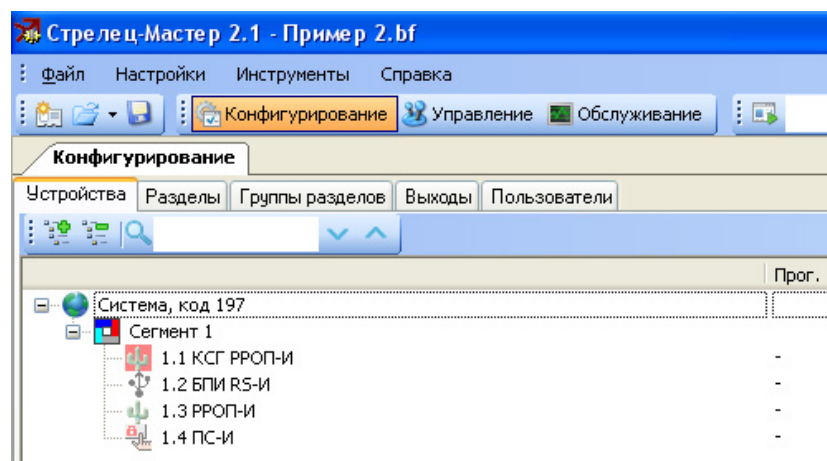 Стрелец-Мастер 2.1 - Пример 2.bf
Файл Настройки Инструменты Справка
Конфигурирование Управление Обслуживание
Конфигурирование
Устройства Разделы Группы разделов Выходы Пользователи
Прог.
Система, код 197
Сегмент 1
1.1 КСГ РРОП-И -
1.2 БПИ RS-И -
1.3 РРОП-И -
1.4 ПС-И -